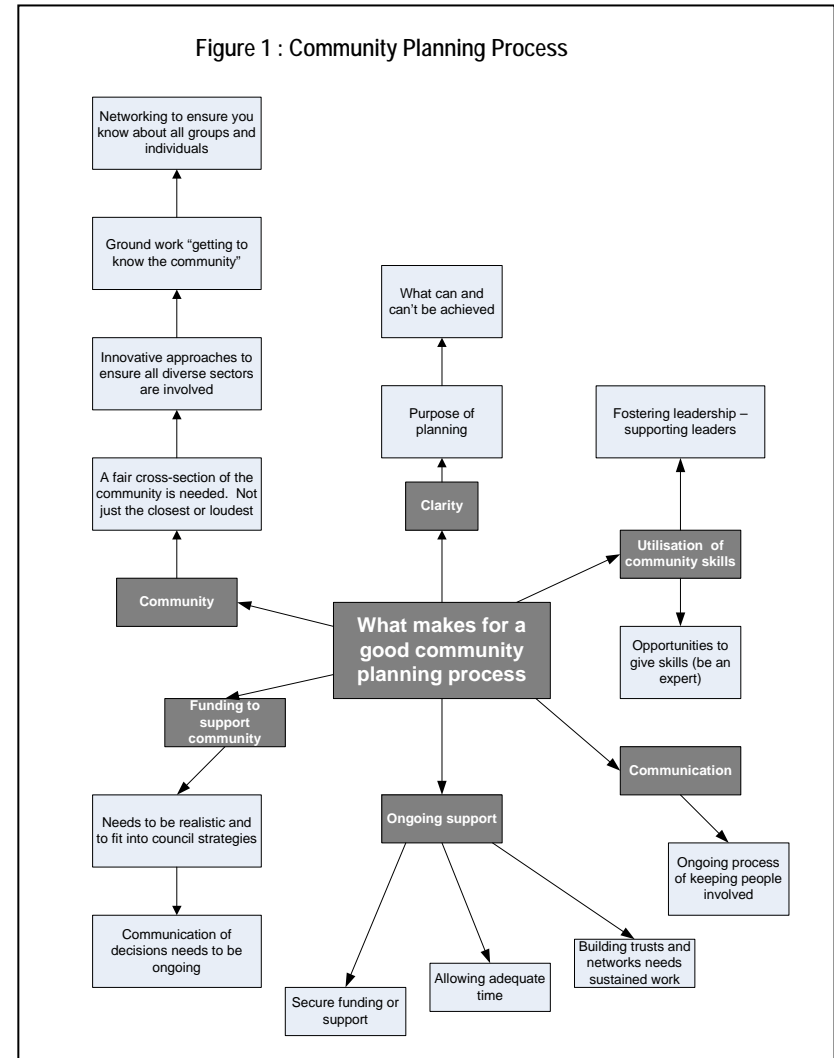 Figure 1 : Community Planning Process
Networking to ensure you
know about all groups and
individuals
Ground work “getting to
know the community”
Innovative approaches to
ensure all diverse sectors
are involved
A fair cross-section of the
community is needed.  Not
just the closest or loudest
Community
What can and
can’t be achieved
Purpose of
planning
Clarity
Fostering leadership –
supporting leaders
Utilisation  of
community skills
Opportunities to
give skills (be an
expert)
What makes for a
good community
planning process
Funding to
support
community
Needs to be realistic and
to fit into council strategies
Communication of
decisions needs to be
ongoing
Ongoing support
Secure funding or
support
Allowing adequate
time
Building trusts and
networks needs
sustained work
Communication
Ongoing process
of keeping people
involved